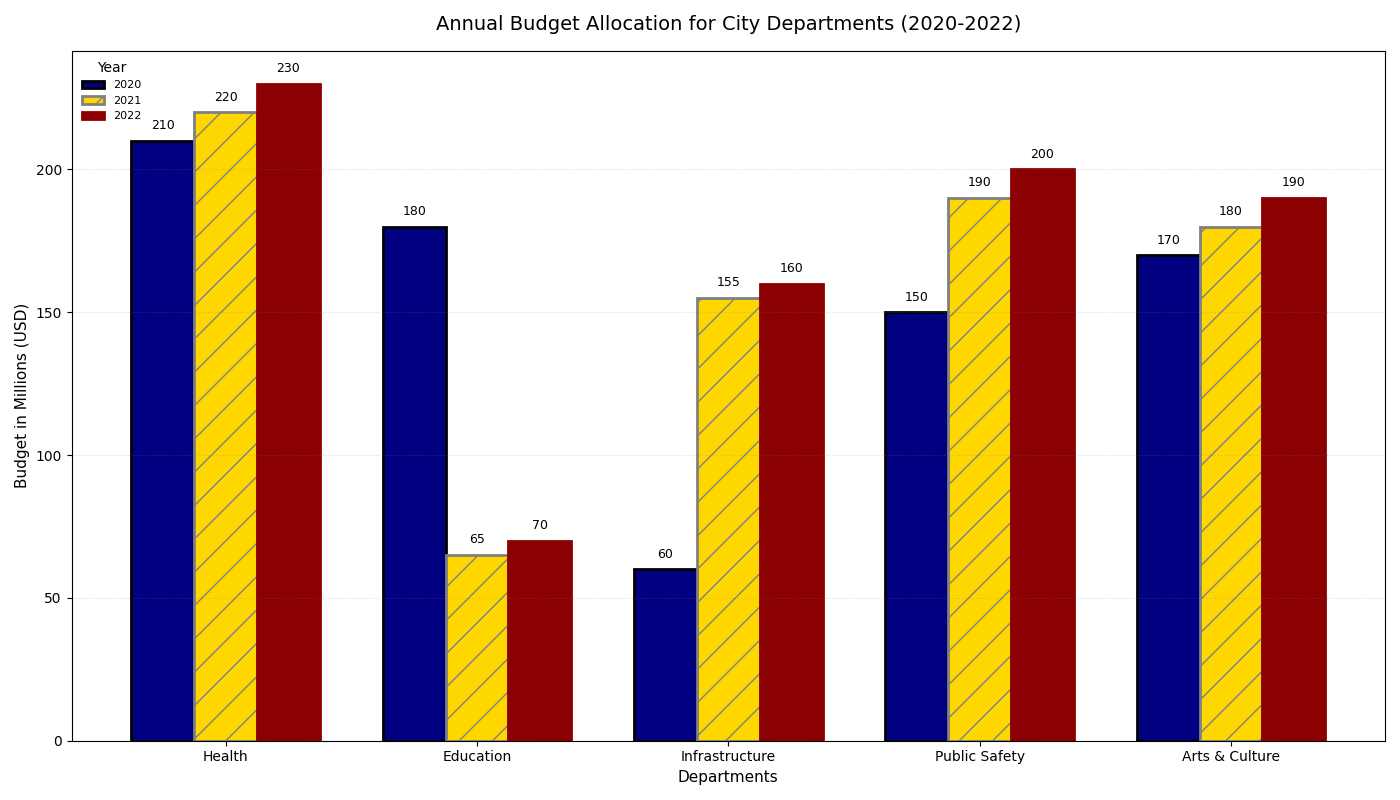 Annual Budget Allocation for City Departments (2020-2022)
Year
2020
2021
2022
210
220
230
180
65
70
60
155
160
150
190
200
170
180
190
200
150
100
50
0
Budget in Millions (USD)
Health
Education
Infrastructure
Public Safety
Arts & Culture
Departments